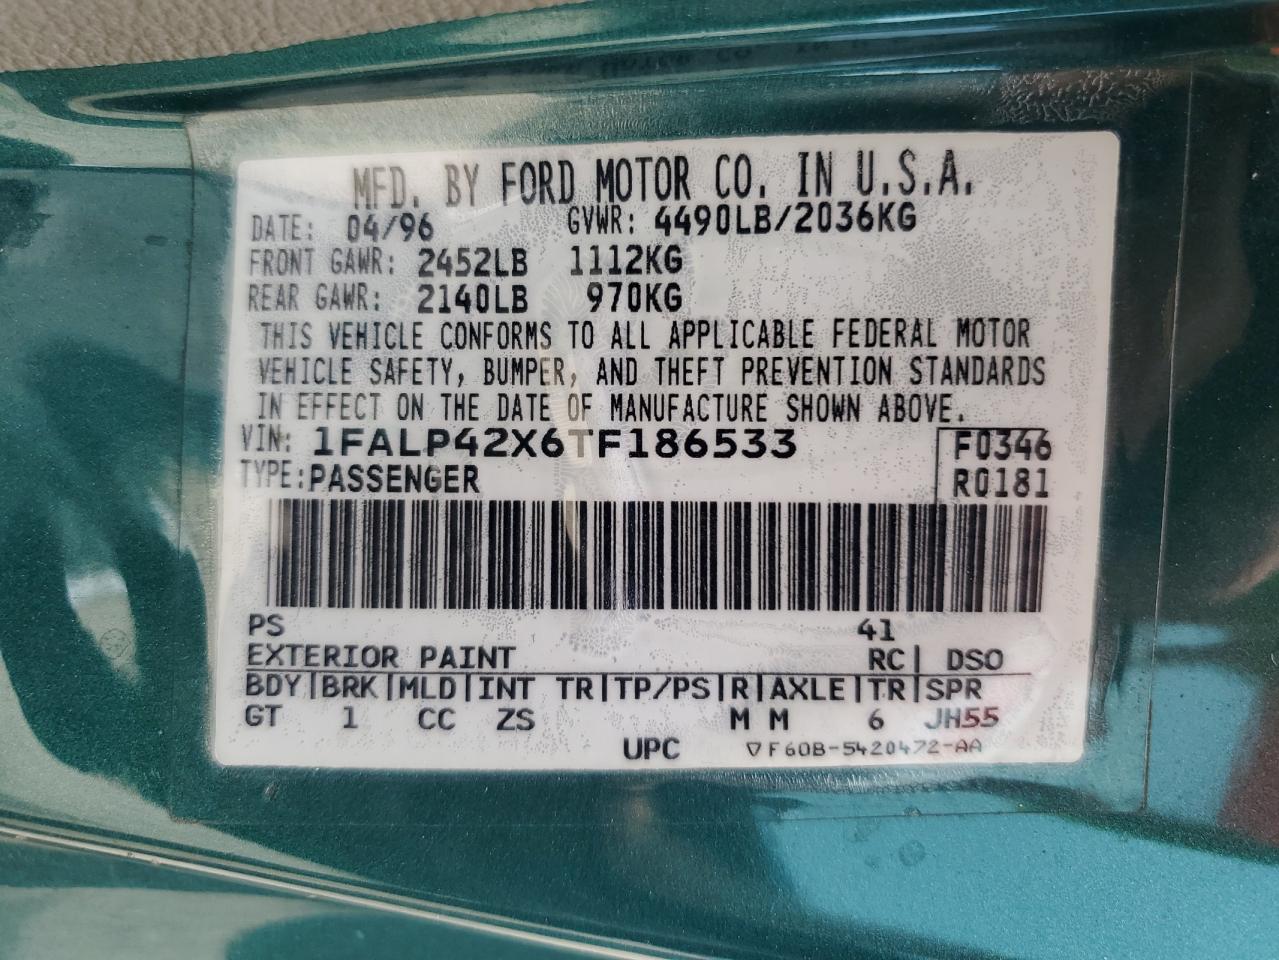 MFD. BY FORD MOTOR CO. IN U.S.A.
DATE: 04/96 GVWR: 4490LB/2036KG
FRONT GAWR: 2452LB 1112KG
REAR GAWR: 2140LB 970KG
THIS VEHICLE CONFORMS TO ALL APPLICABLE FEDERAL MOTOR
VEHICLE SAFETY, BUMPER, AND THEFT PREVENTION STANDARDS
IN EFFECT ON THE DATE OF MANUFACTURE SHOWN ABOVE.
VIN: 1FALP42X6TF186533 F0346
TYPE: PASSENGER R0181
PS 41
EXTERIOR PAINT RC| DSO
BDY|BRK|MLD|INT TR|TP/PS|R|AXLE|TR|SPR
GT 1 CC ZS M M 6 JH55
UPC ▽F60B-5420472-AA